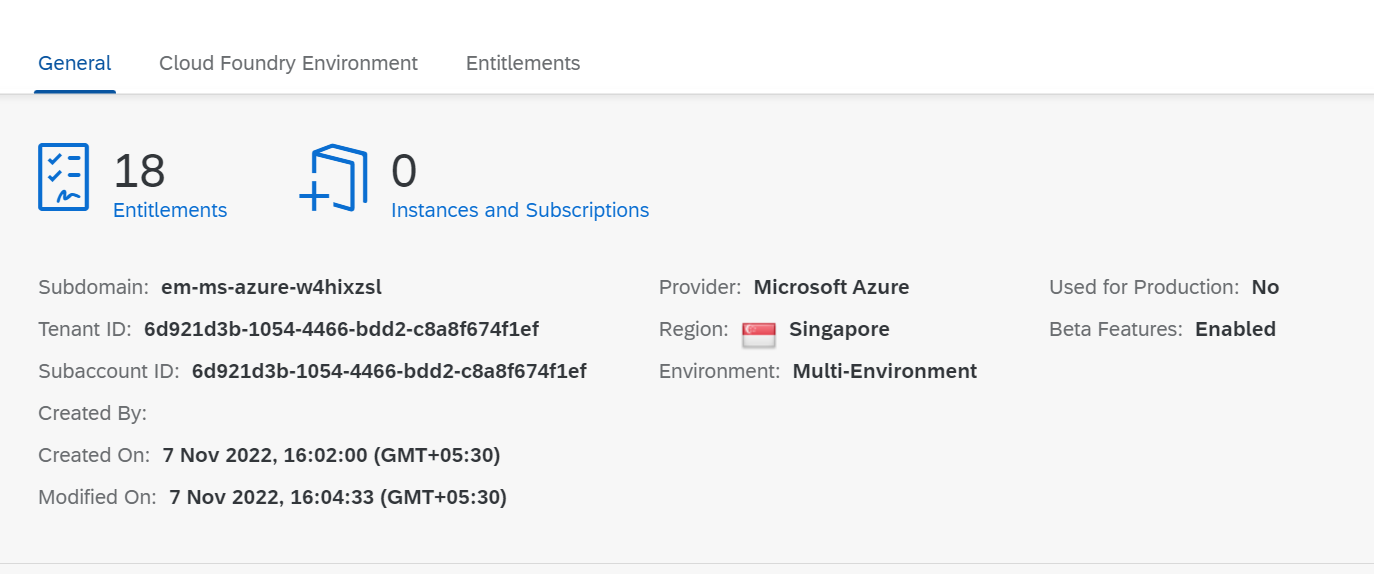 General Cloud Foundry Environment Entitlements
18
Entitlements
0
Instances and Subscriptions
Subdomain: em-ms-azure-w4hixzsl
Tenant ID: 6d921d3b-1054-4466-bdd2-c8a8f674f1ef
Subaccount ID: 6d921d3b-1054-4466-bdd2-c8a8f674f1ef
Created By:
Created On: 7 Nov 2022, 16:02:00 (GMT+05:30)
Modified On: 7 Nov 2022, 16:04:33 (GMT+05:30)
Provider: Microsoft Azure
Region: Singapore
Environment: Multi-Environment
Used for Production: No
Beta Features: Enabled